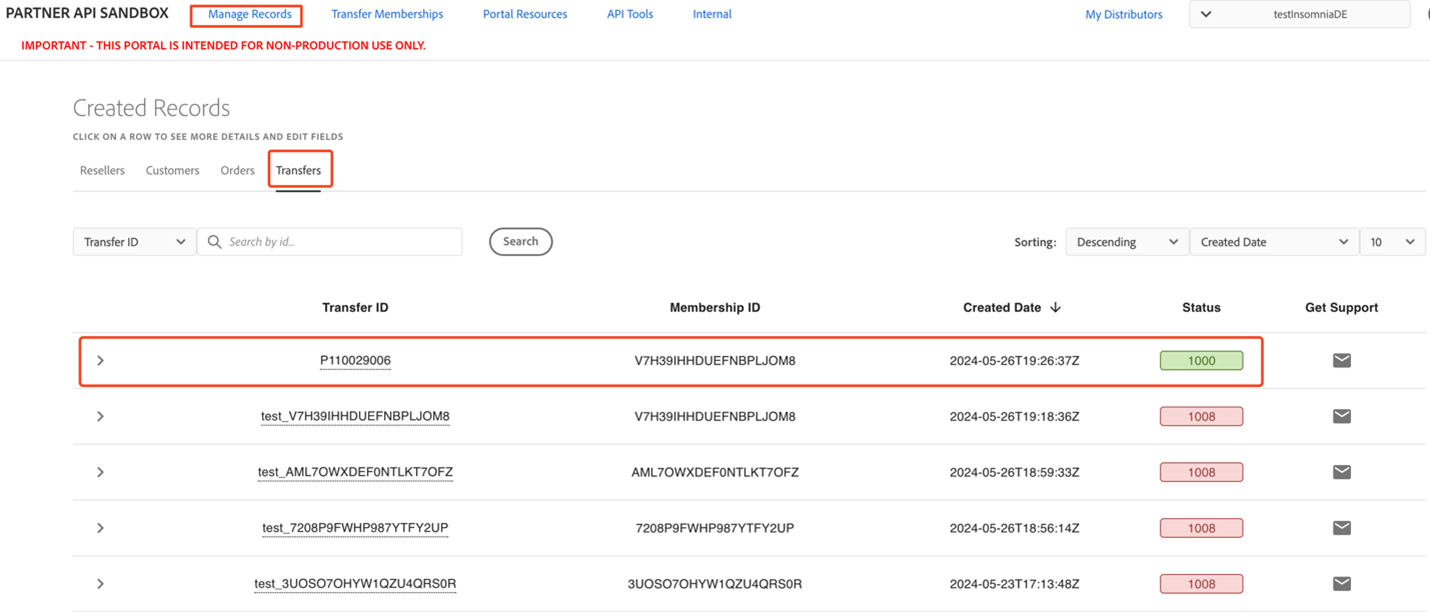 PARTNER API SANDBOX Manage Records Transfer Memberships Portal Resources API Tools Internal My Distributors testInsomniaDE
IMPORTANT - THIS PORTAL IS INTENDED FOR NON-PRODUCTION USE ONLY.
Created Records
CLICK ON A ROW TO SEE MORE DETAILS AND EDIT FIELDS
Resellers Customers Orders Transfers
Transfer ID Search by id... Search Sorting: Descending Created Date 10
Transfer ID Membership ID Created Date Status Get Support
P110029006 V7H39IHHDUEFNBPLJOM8 2024-05-26T19:26:37Z 1000
test_V7H39IHHDUEFNBPLJOM8 V7H39IHHDUEFNBPLJOM8 2024-05-26T19:18:36Z 1008
test_AML7OWXDEF0NTLKT7OFZ AML7OWXDEF0NTLKT7OFZ 2024-05-26T18:59:33Z 1008
test_7208P9FWHP987YTFY2UP 7208P9FWHP987YTFY2UP 2024-05-26T18:56:14Z 1008
test_3UOSO7OHYW1QZU4QRS0R 3UOSO7OHYW1QZU4QRS0R 2024-05-23T17:13:48Z 1008